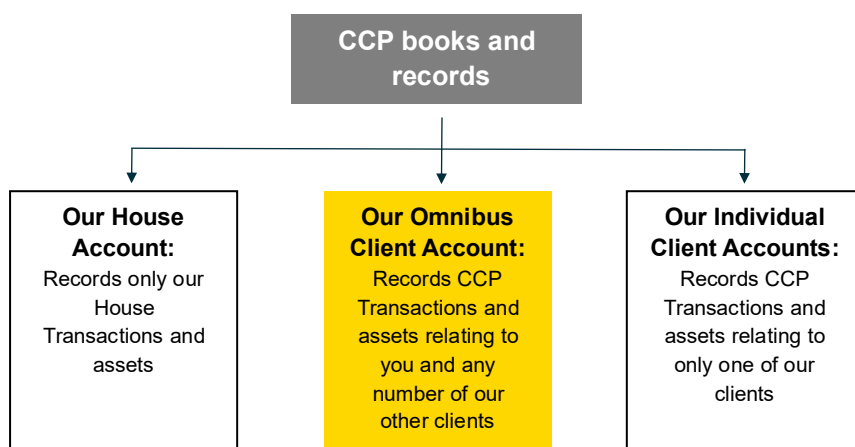 CCP books and
records
Our House
Account:
Records only our
House
Transactions and
assets
Our Omnibus
Client Account:
Records CCP
Transactions and
assets relating to
you and any
number of our
other clients
Our Individual
Client Accounts:
Records CCP
Transactions and
assets relating to
only one of our
clients